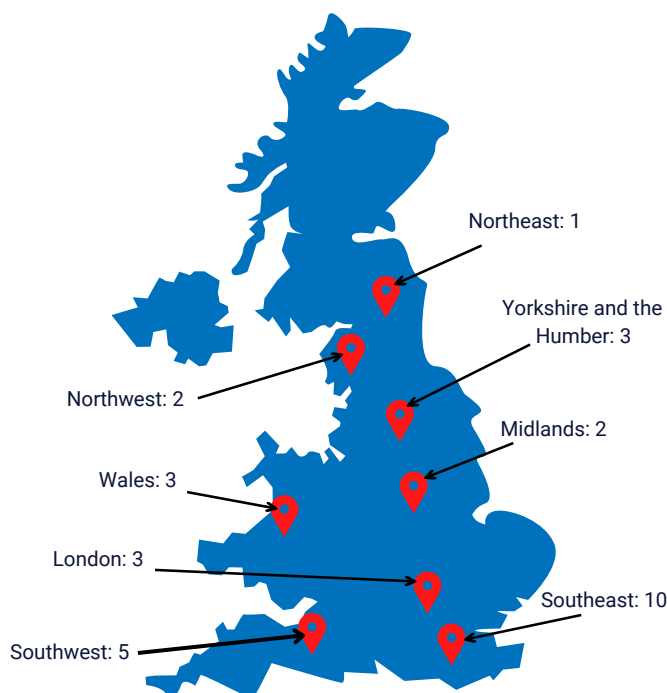 Northeast: 1
Yorkshire and the
Humber: 3
Northwest: 2
Midlands: 2
Wales: 3
London: 3
Southeast: 10
Southwest: 5